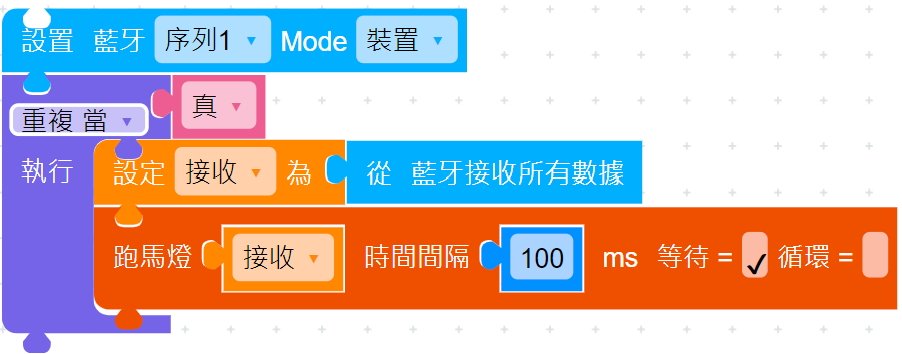 設置 藍牙 序列1 Mode 裝置
重複 當 真
執行 設定 接收 為 從 藍牙接收所有數據
跑馬燈 接收 時間間隔 100 ms 等待 = ✓ 循環 =